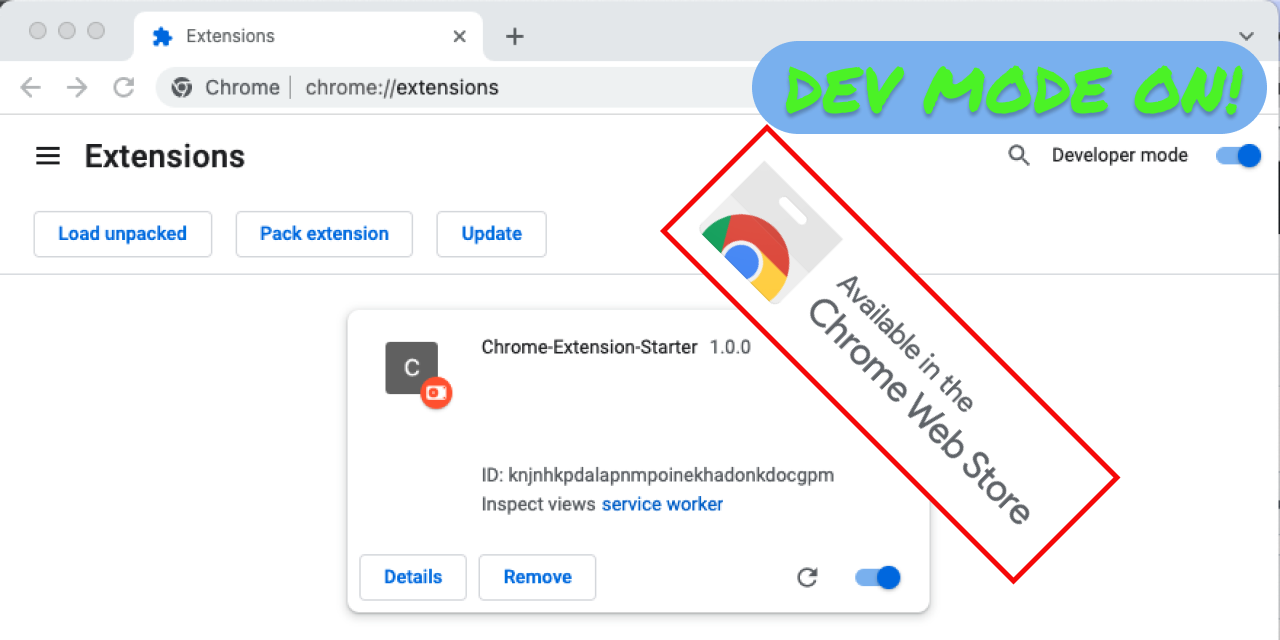 Extensions
Chrome chrome://extensions
DEV MODE ON!
Extensions
Developer mode
Load unpacked
Pack extension
Update
Available in the
Chrome Web Store
C
Chrome-Extension-Starter 1.0.0
ID: knjnhkpdalapnmpoinekhadonkdocgpm
Inspect views service worker
Details
Remove